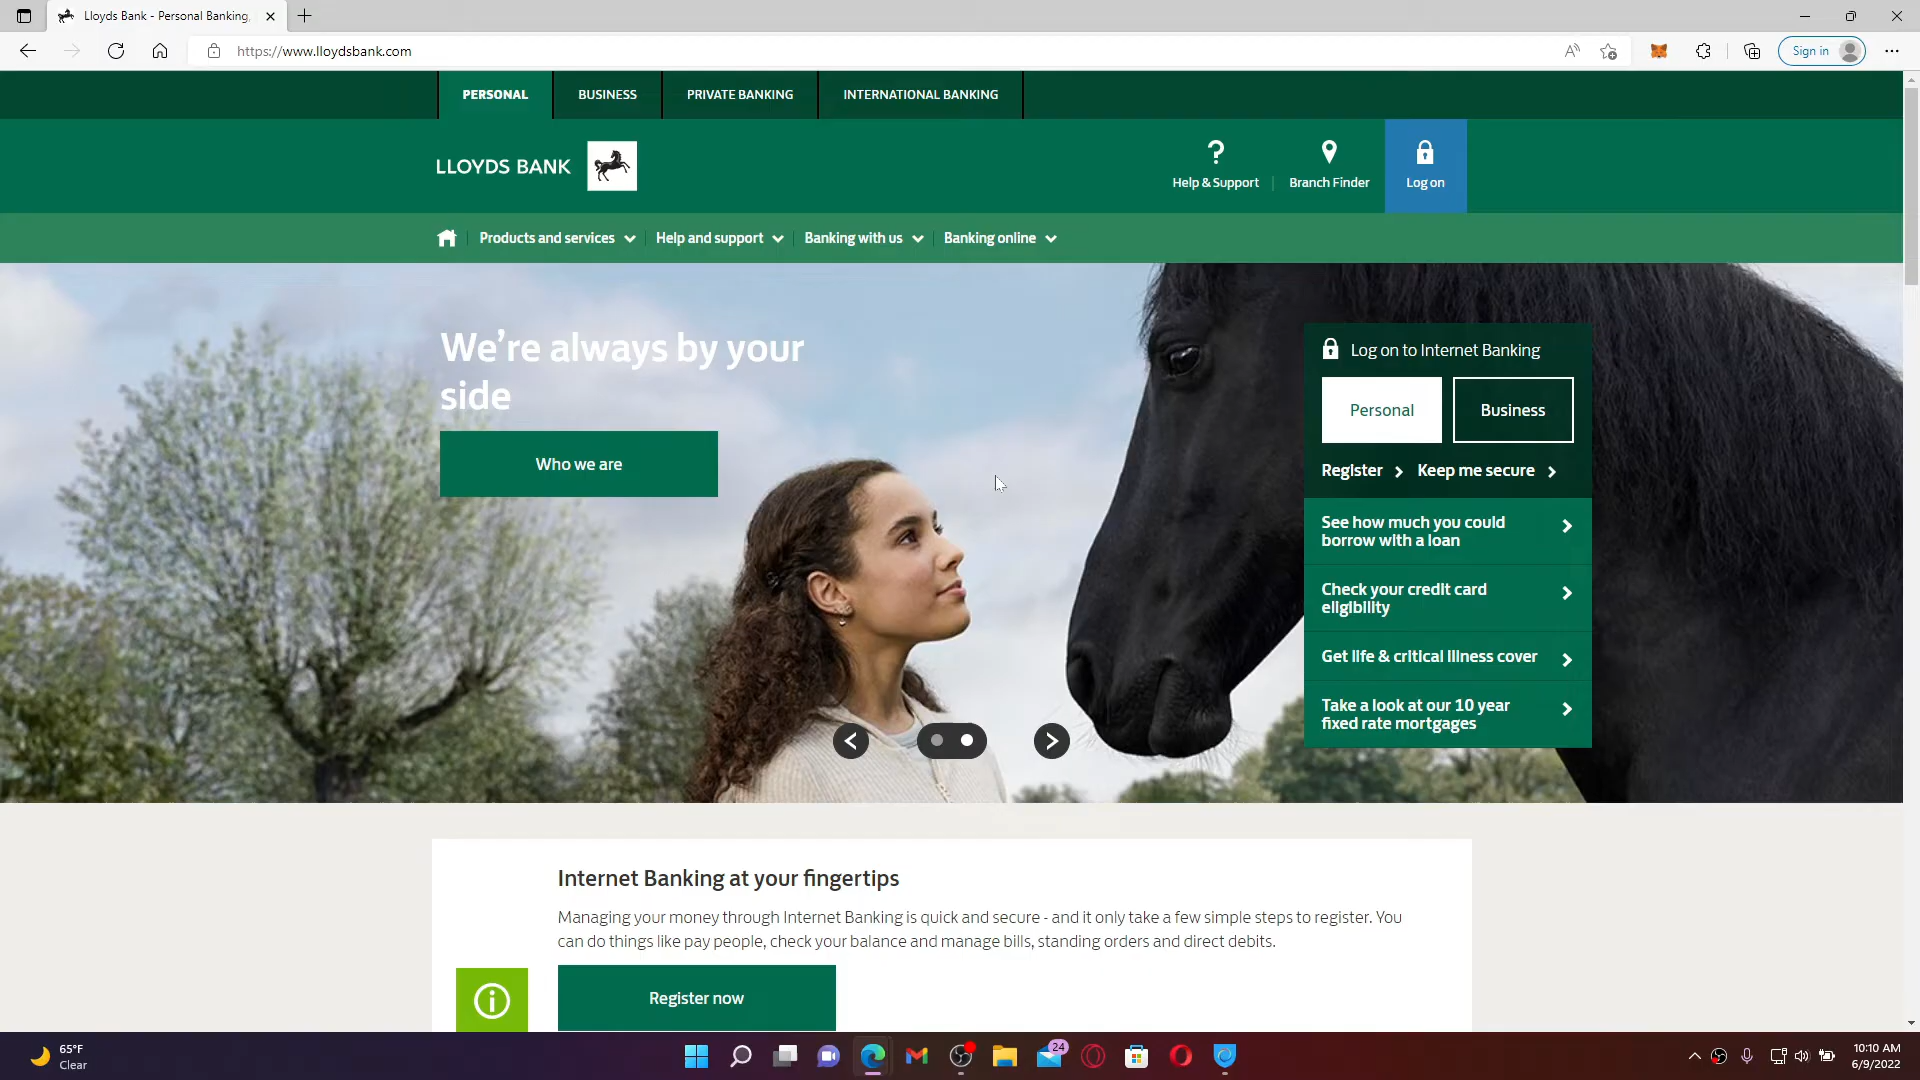 Lloyds Bank - Personal Banking,
https://www.lloydsbank.com
Sign in
PERSONAL
BUSINESS
PRIVATE BANKING
INTERNATIONAL BANKING
LLOYDS BANK
Help & Support
Branch Finder
Log on
Products and services
Help and support
Banking with us
Banking online
We're always by your
side
Who we are
Log on to Internet Banking
Personal
Business
Register
Keep me secure
See how much you could
borrow with a loan
Check your credit card
eligibility
Get life & critical illness cover
Take a look at our 10 year
fixed rate mortgages
Internet Banking at your fingertips
Managing your money through Internet Banking is quick and secure - and it only take a few simple steps to register. You
can do things like pay people, check your balance and manage bills, standing orders and direct debits.
Register now
65°F
Clear
24
10:10 AM
6/9/2022